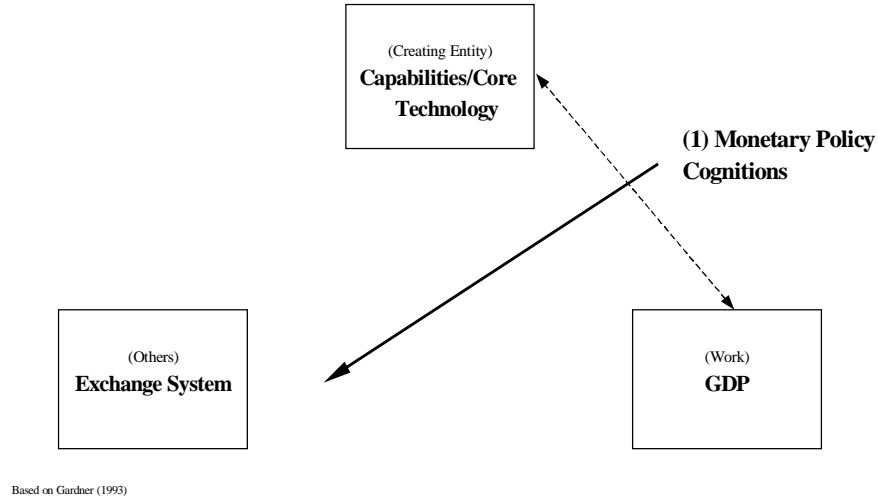 (Creating Entity)
Capabilities/Core
Technology
(1) Monetary Policy
Cognitions
(Others)
Exchange System
(Work)
GDP
Based on Gardner (1993)